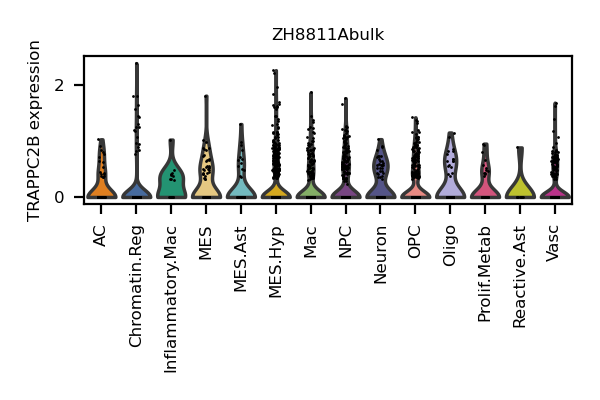 ZH8811Abulk
TRAPPC2B expression
2
0
AC
Chromatin.Reg
Inflammatory.Mac
MES
MES.Ast
MES.Hyp
Mac
NPC
Neuron
OPC
Oligo
Prolif.Metab
Reactive.Ast
Vasc